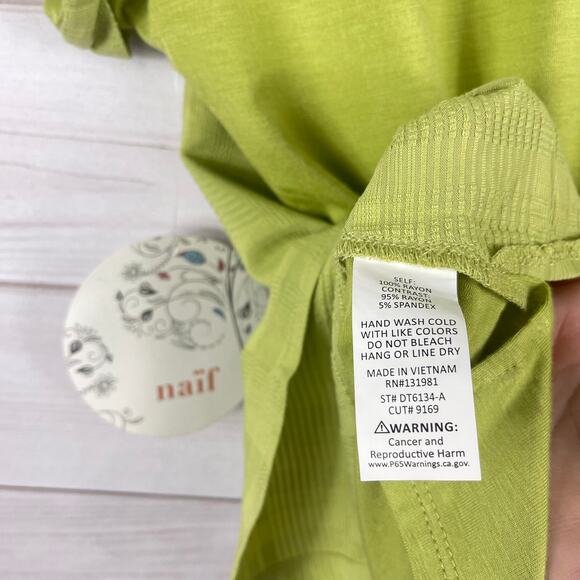 naïf
SELF:
100% RAYON
CONTRAST:
95% RAYON
5% SPANDEX
HAND WASH COLD
WITH LIKE COLORS
DO NOT BLEACH
HANG OR LINE DRY
MADE IN VIETNAM
RN#131981
ST# DT6134-A
CUT# 9169
⚠WARNING:
Cancer and
Reproductive Harm
www.P65Warnings.ca.gov.